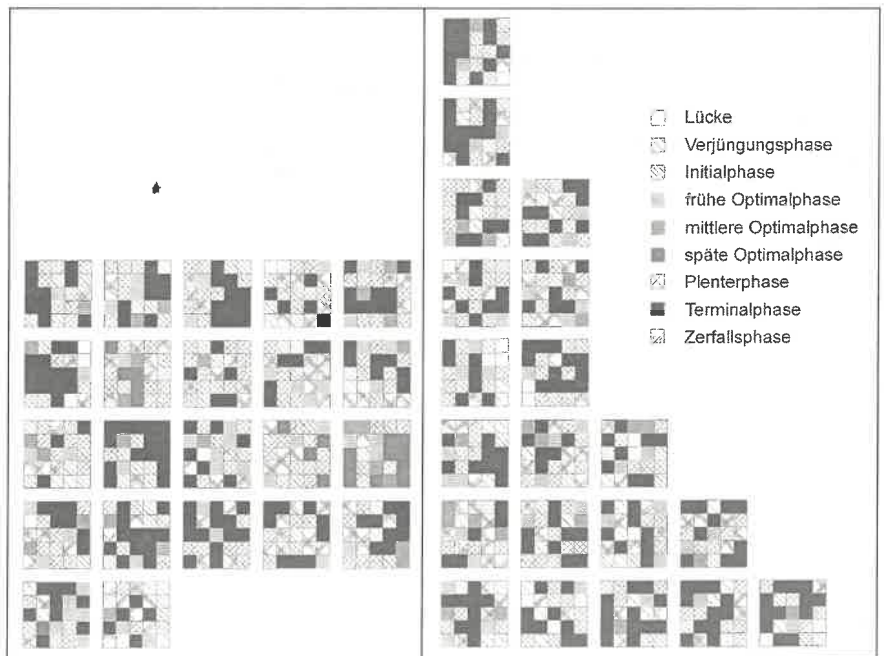 Lücke
Verjüngungsphase
Initialphase
frühe Optimalphase
mittlere Optimalphase
späte Optimalphase
Plenterphase
Terminalphase
Zerfallsphase